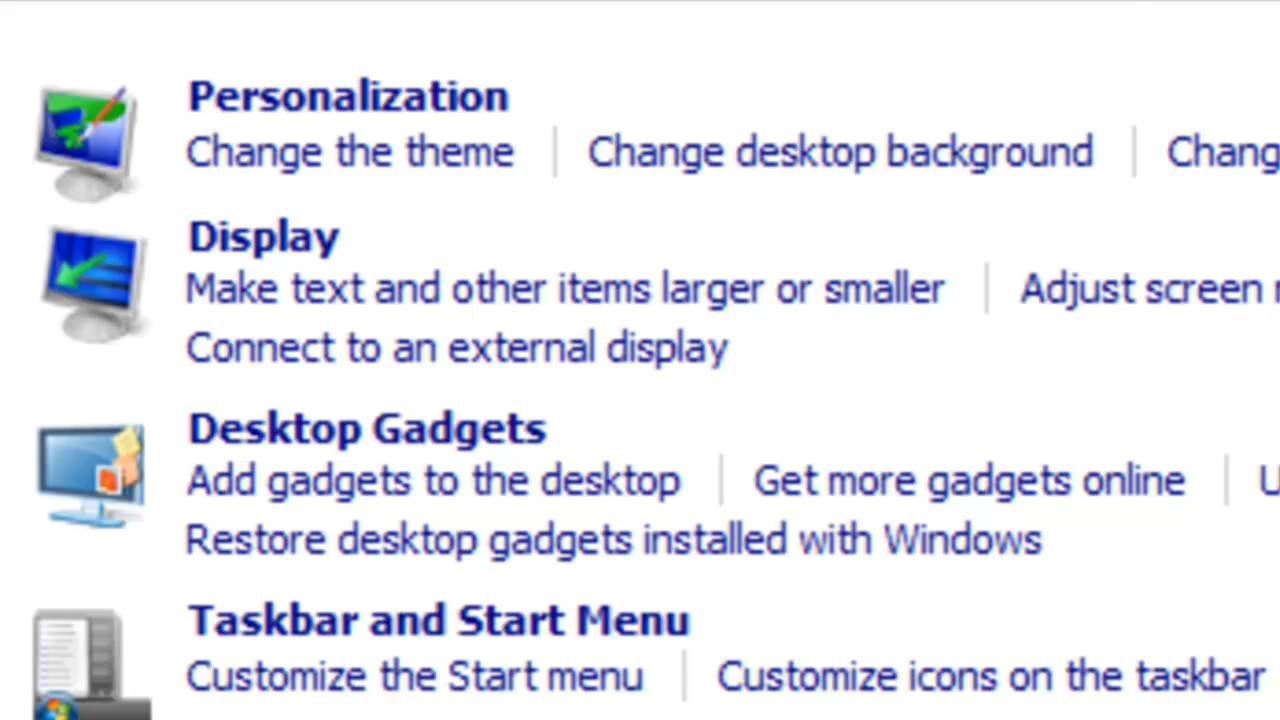 Personalization
Change the theme Change desktop background Chang
Display
Make text and other items larger or smaller Adjust screen
Connect to an external display
Desktop Gadgets
Add gadgets to the desktop Get more gadgets online U
Restore desktop gadgets installed with Windows
Taskbar and Start Menu
Customize the Start menu Customize icons on the taskbar